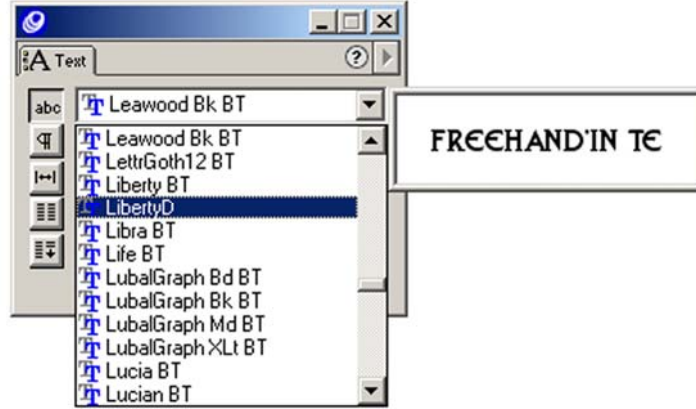 Text
abc
Leawood Bk BT
FREEHAND'IN TE
Leawood Bk BT
LettrGoth12 BT
Liberty BT
LibertyD
Libra BT
Life BT
LubalGraph Bd BT
LubalGraph Bk BT
LubalGraph Md BT
LubalGraph XLt BT
Lucia BT
Lucian BT